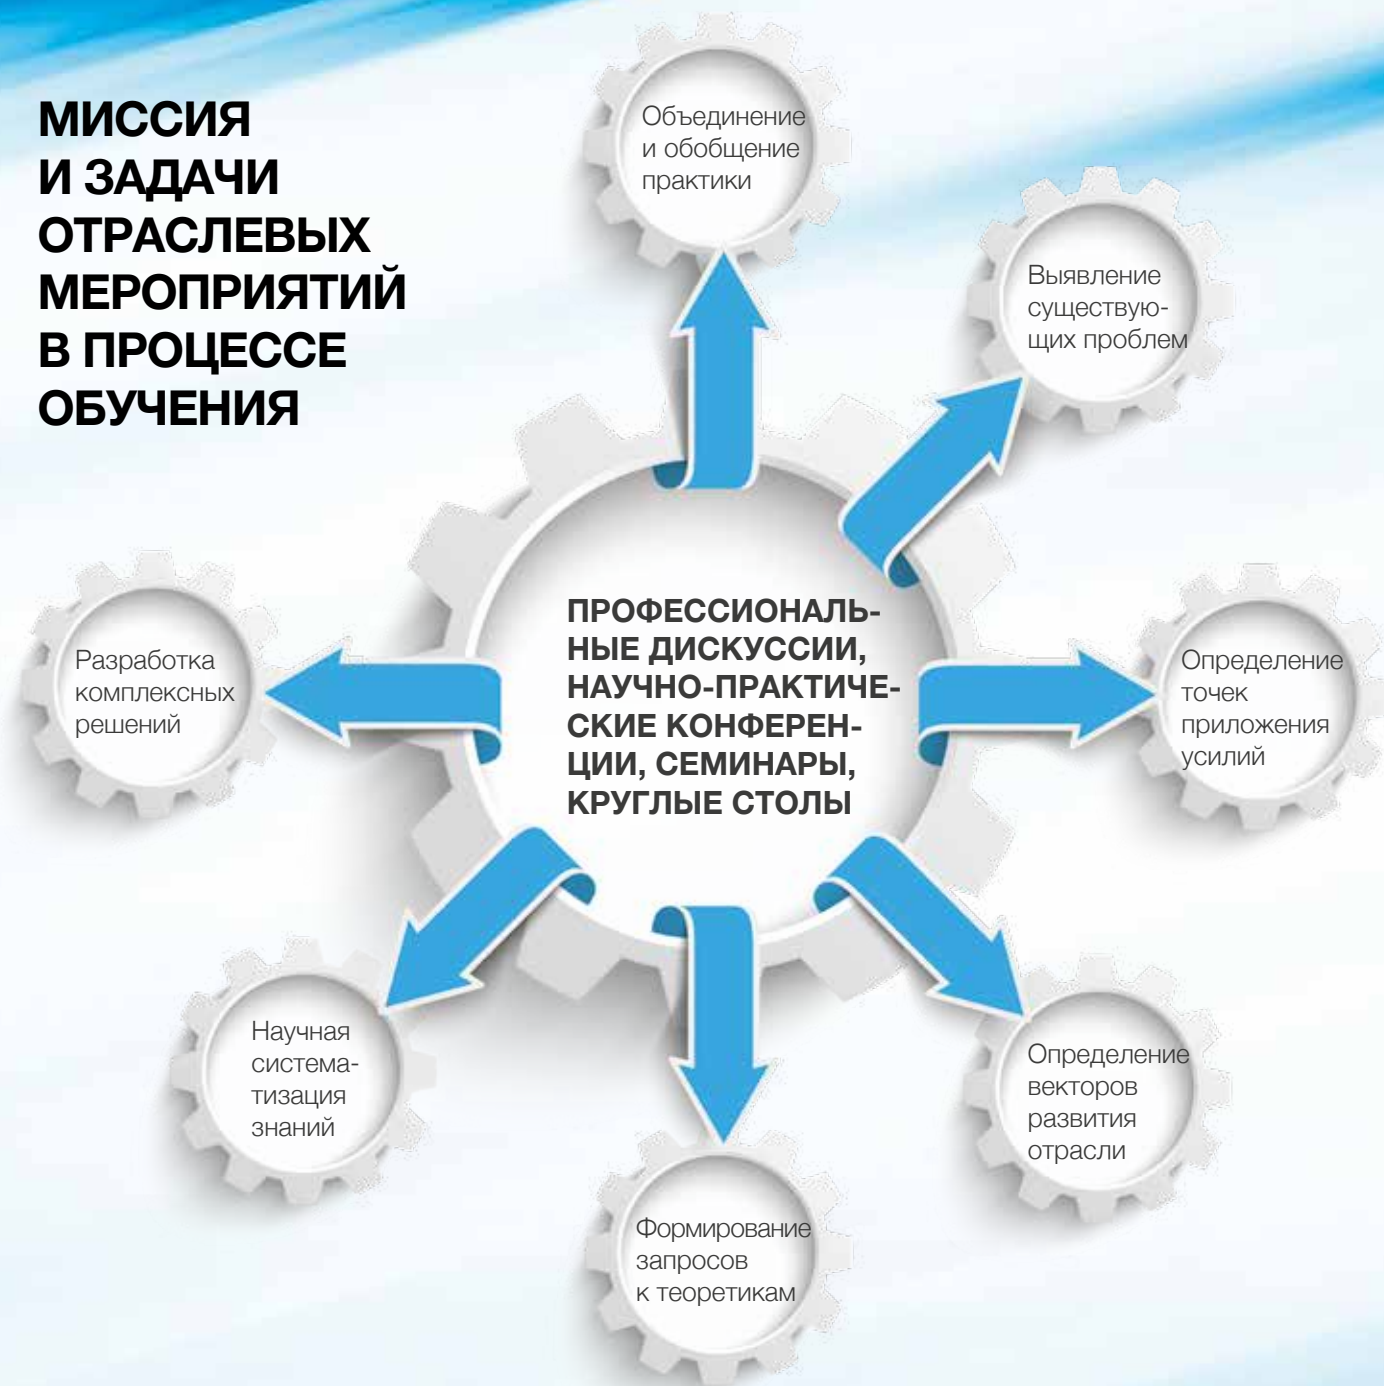 МИССИЯ
И ЗАДАЧИ
ОТРАСЛЕВЫХ
МЕРОПРИЯТИЙ
В ПРОЦЕССЕ
ОБУЧЕНИЯ
Объединение
и обобщение
практики
Выявление
существую-
щих проблем
Определение
точек
приложения
усилий
Определение
векторов
развития
отрасли
Формирование
запросов
к теоретикам
Научная
система-
тизация
знаний
Разработка
комплексных
решений
ПРОФЕССИОНАЛЬ-
НЫЕ ДИСКУССИИ,
НАУЧНО-ПРАКТИЧЕ-
СКИЕ КОНФЕРЕН-
ЦИИ, СЕМИНАРЫ,
КРУГЛЫЕ СТОЛЫ